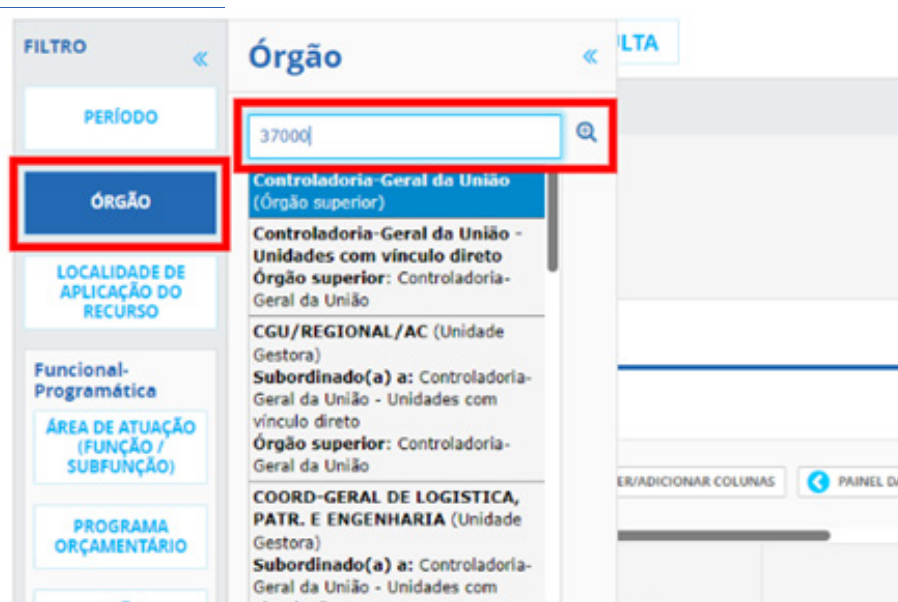 FILTRO
PERÍODO
ÓRGÃO
LOCALIDADE DE
APLICAÇÃO DO
RECURSO
Funcional-
Programática
ÁREA DE ATUAÇÃO
(FUNÇÃO /
SUBFUNÇÃO)
PROGRAMA
ORÇAMENTÁRIO
Órgão
37000
Controladoria-Geral da União
(Órgão superior)
Controladoria-Geral da União -
Unidades com vínculo direto
Órgão superior: Controladoria-
Geral da União
CGU/REGIONAL/AC (Unidade
Gestora)
Subordinado(a) a: Controladoria-
Geral da União - Unidades com
vínculo direto
Órgão superior: Controladoria-
Geral da União
COORD-GERAL DE LOGISTICA,
PATR. E ENGENHARIA (Unidade
Gestora)
Subordinado(a) a: Controladoria-
Geral da União - Unidades com
LTA
ER/ADICIONAR COLUNAS
PAINEL DA